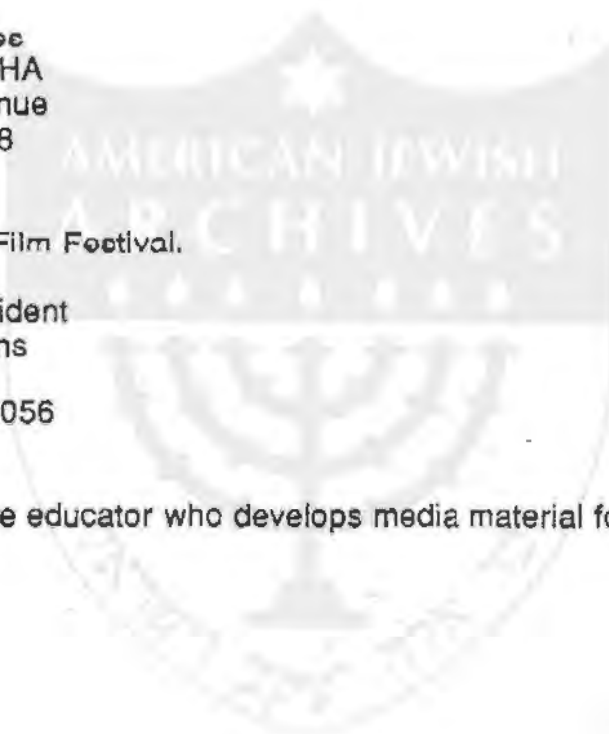 HA
nue
8
AMERICAN JEWISH
ARCHIVES
Film Festival.
ident
ns
056
e educator who develops media material fo